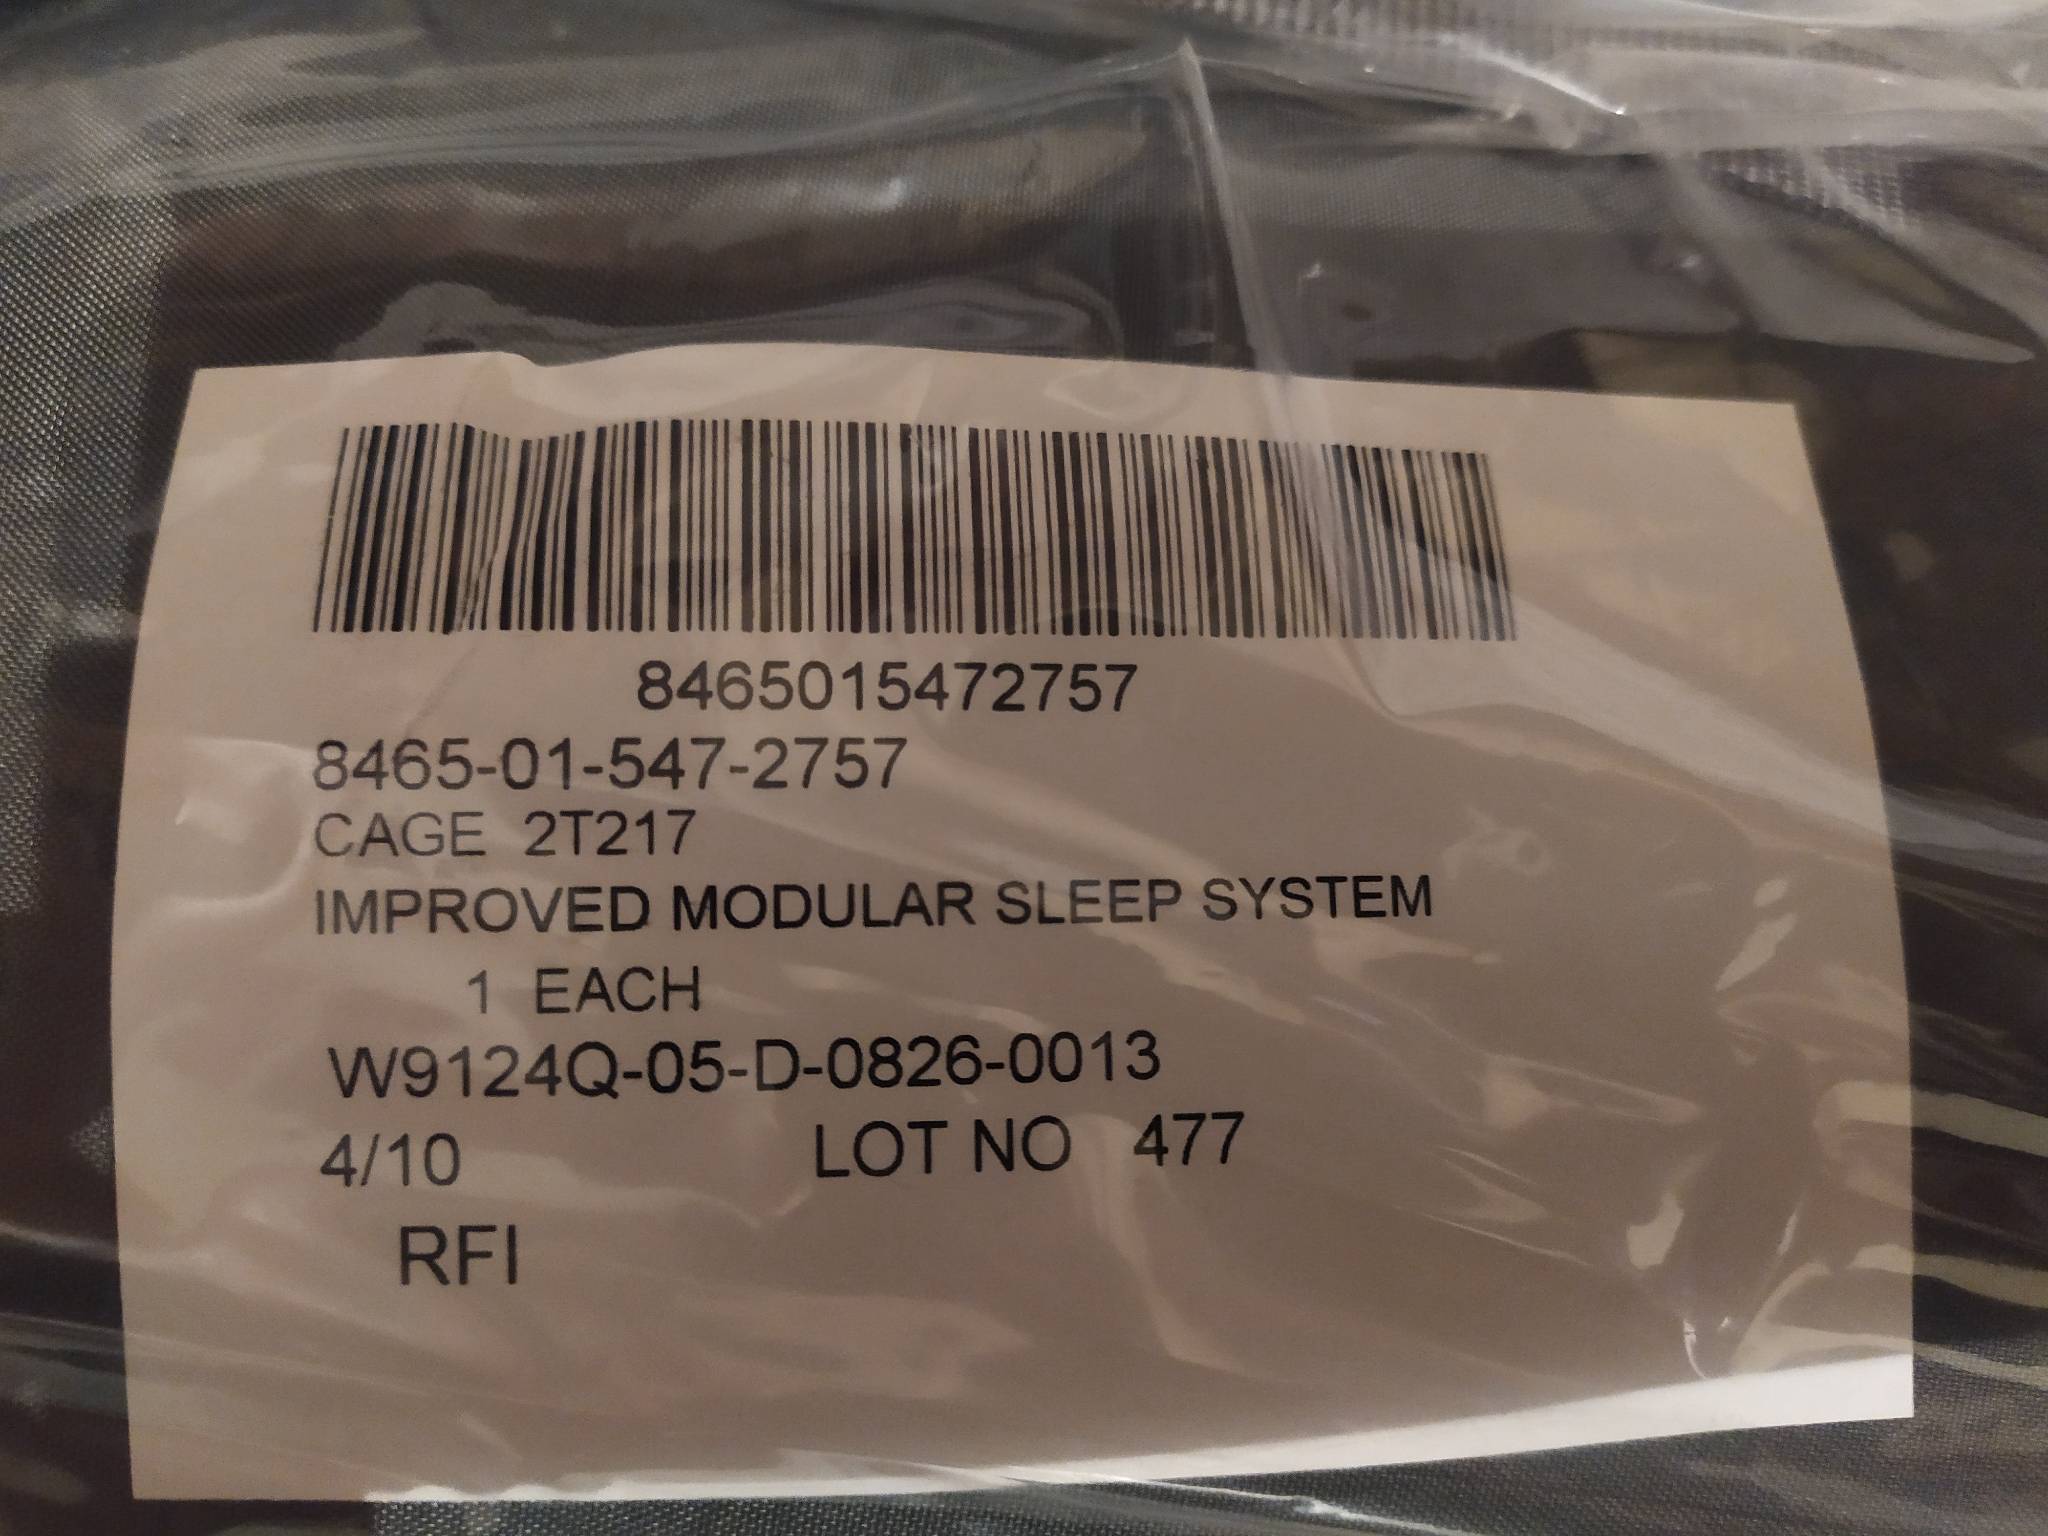 8465015472757
8465-01-547-2757
CAGE 2T217
IMPROVED MODULAR SLEEP SYSTEM
1 EACH
W9124Q-05-D-0826-0013
4/10 LOT NO 477
RFI